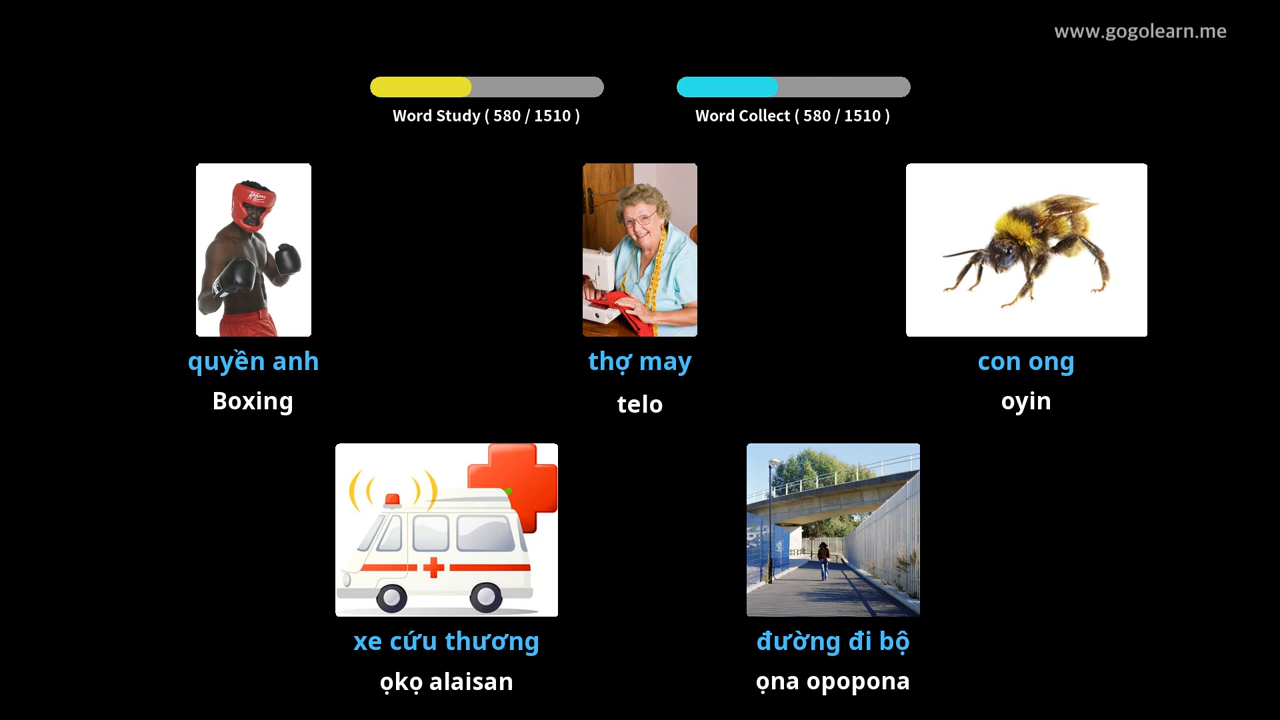 www.gogolearn.me
Word Study ( 580 / 1510 )
Word Collect ( 580 / 1510 )
quyền anh
thợ may
con ong
Boxing
telo
oyin
xe cứu thương
đường đi bộ
ọkọ alaisan
ọna opopona